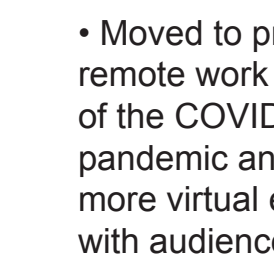 • Moved to
remote work
of the COVID
pandemic
more virtual
with